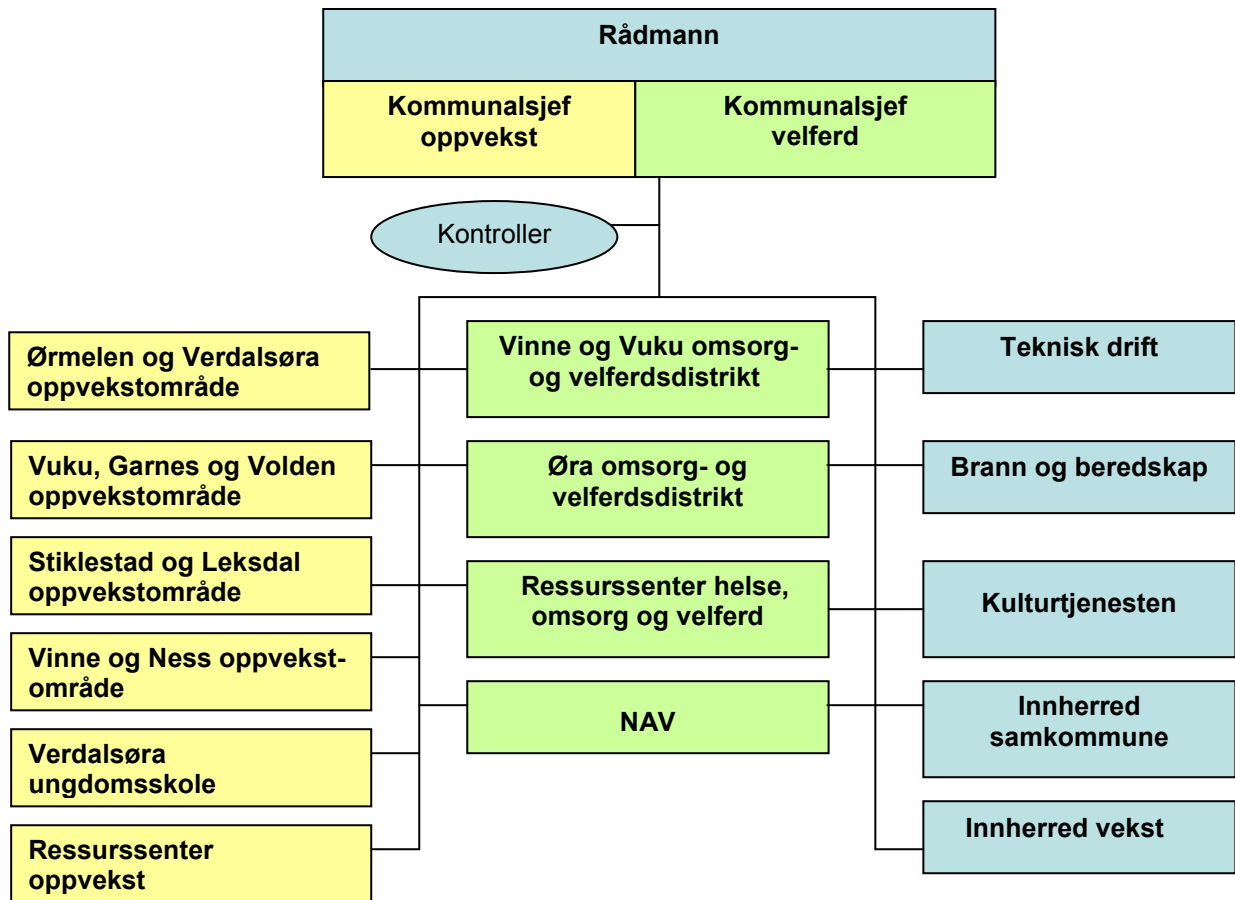 Rådmann
Kommunalsjef
oppvekst
Kommunalsjef
velferd
Kontroller
Ørmelen og Verdalsøra
oppvekstområde
Vuku, Garnes og Volden
oppvekstområde
Stiklestad og Leksdal
oppvekstområde
Vinne og Ness oppvekst-
område
Verdalsøra
ungdomsskole
Ressurssenter
oppvekst
Vinne og Vuku omsorg-
og velferdsdistrikt
Øra omsorg- og
velferdsdistrikt
Ressurssenter helse,
omsorg og velferd
NAV
Teknisk drift
Brann og beredskap
Kulturtjenesten
Innherred
samkommune
Innherred vekst